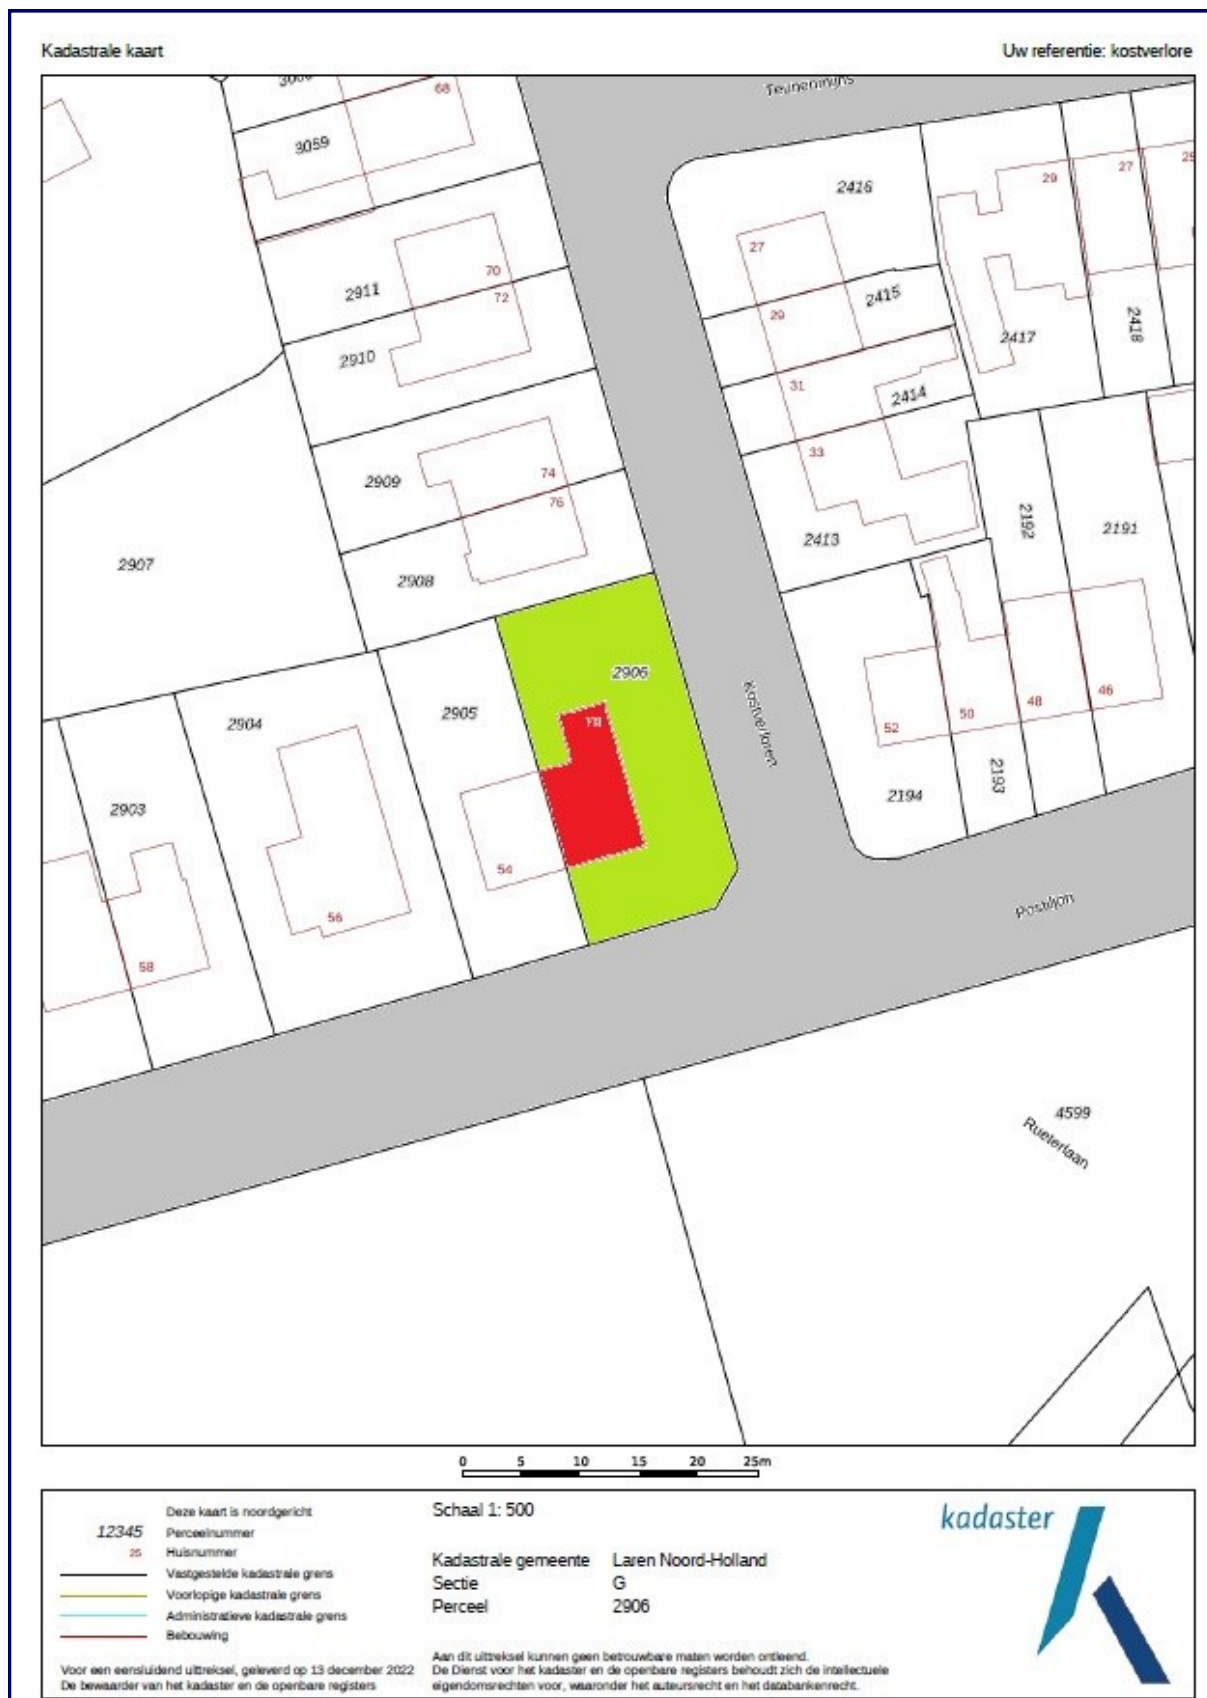 Kadastrale kaart
Uw referentie: kostverlore
68
3059
2416
29
27
27
70
2911
72
2415
29
2418
2417
2910
31
2414
33
74
2909
76
2192
2191
2413
2907
2908
2906
2905
2904
Kostverloren
46
48
50
52
2193
2194
2903
54
56
58
Postiljon
4599
Rueterlaan
0 5 10 15 20 25m
Deze kaart is noordgericht
12345 Perceelnummer
25 Huisnummer
Vastgestelde kadastrale grens
Voorlopige kadastrale grens
Administratieve kadastrale grens
Bebouwing
Voor een eensluidend uittreksel, geleverd op 13 december 2022
De bewaarder van het kadaster en de openbare registers
Schaal 1: 500
Kadastrale gemeente Laren Noord-Holland
Sectie G
Perceel 2906
Aan dit uittreksel kunnen geen betrouwbare maten worden ontleend.
De Dienst voor het kadaster en de openbare registers behoudt zich de intellectuele
eigendomsrechten voor, waaronder het auteursrecht en het databankenrecht.
kadaster